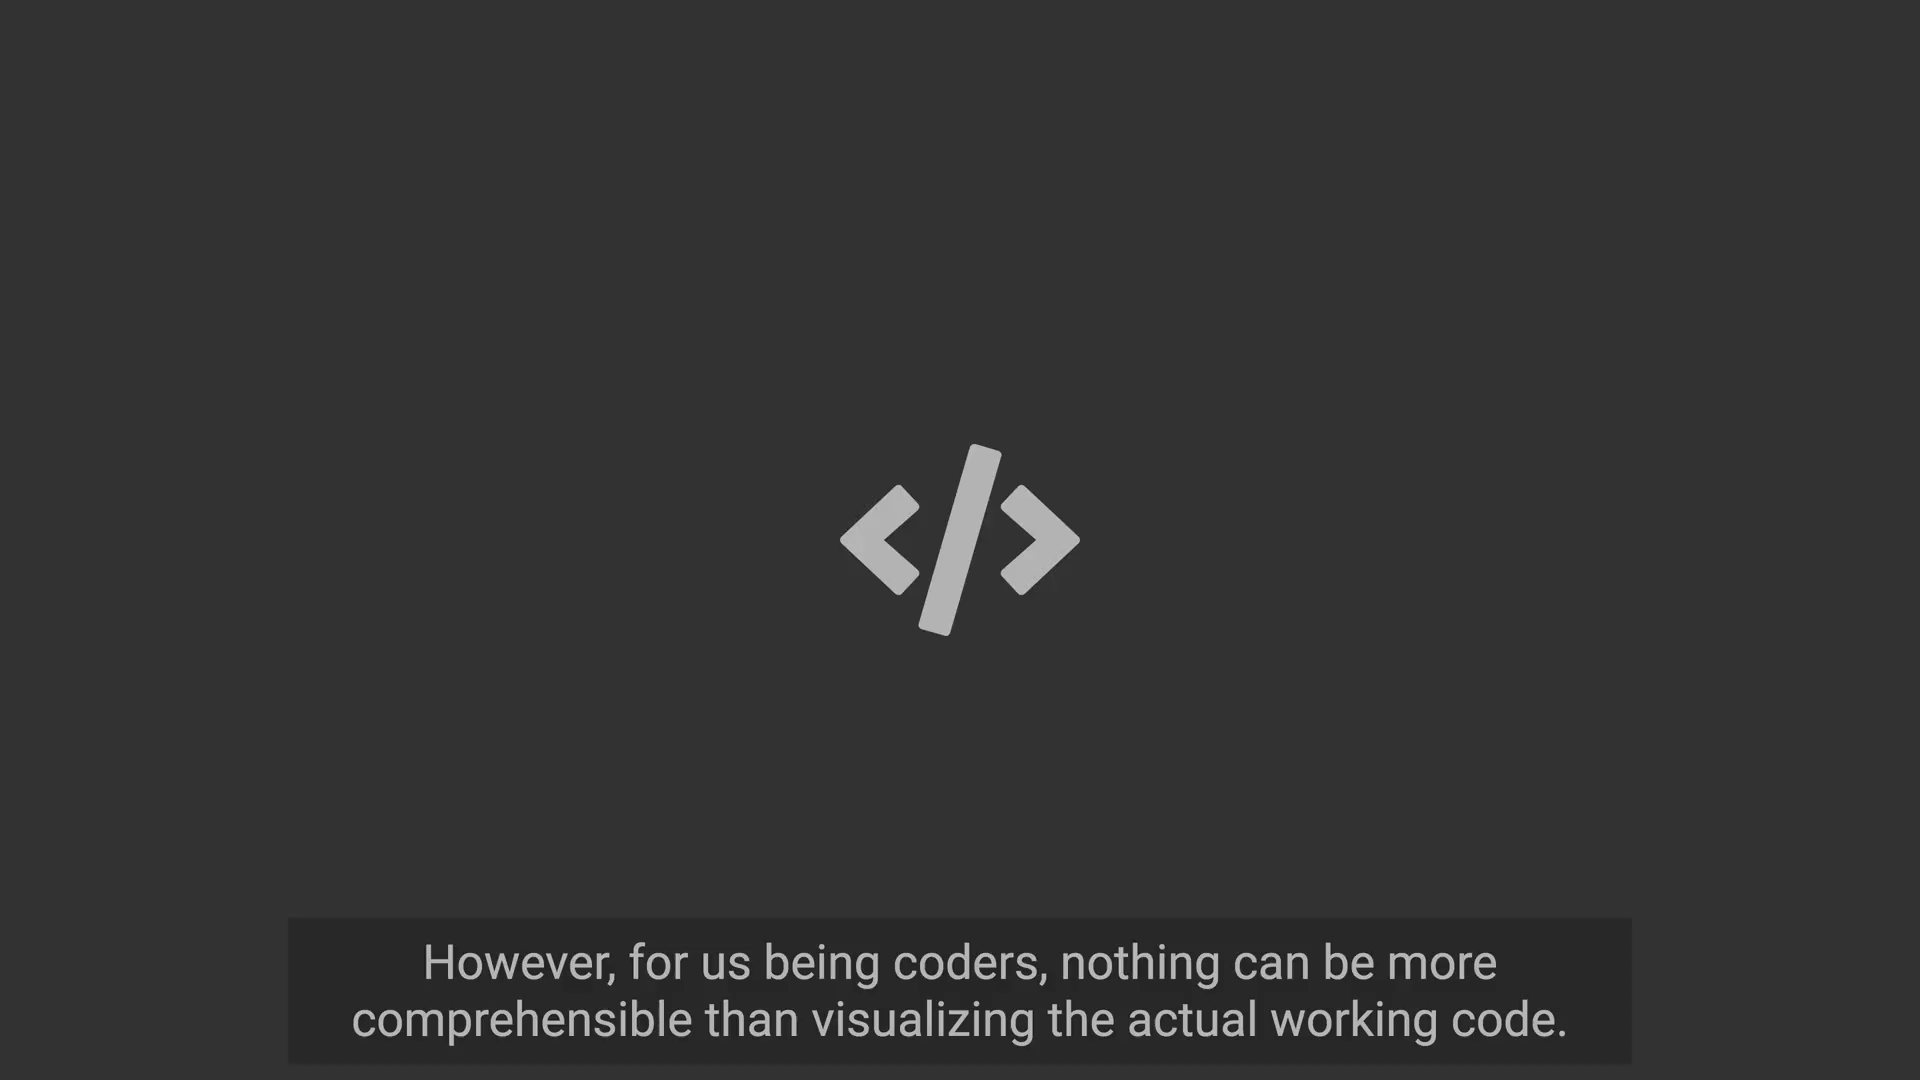 However, for us being coders, nothing can be more
comprehensible than visualizing the actual working code.